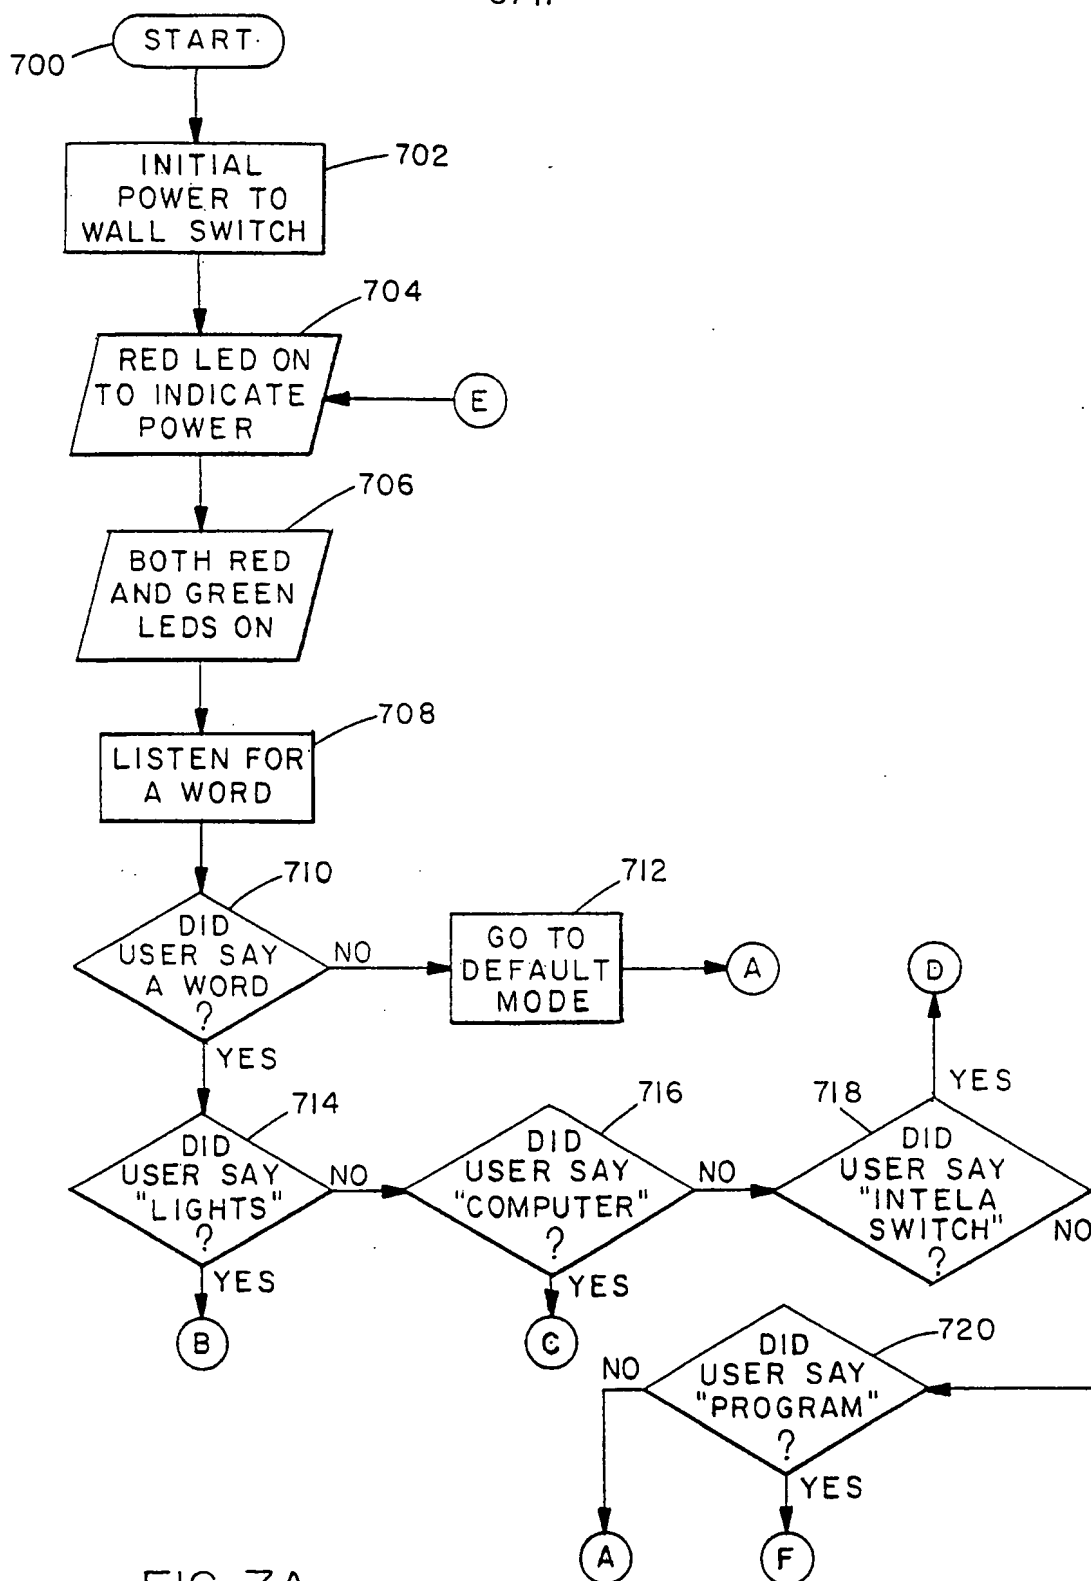 START
700
INITIAL
POWER TO
WALL SWITCH
702
704
RED LED ON
TO INDICATE
POWER
E
706
BOTH RED
AND GREEN
LEDS ON
708
LISTEN FOR
A WORD
710
DID
USER SAY
A WORD
?
NO
YES
712
GO TO
DEFAULT
MODE
A
D
714
DID
USER SAY
"LIGHTS"
?
NO
YES
B
716
DID
USER SAY
"COMPUTER"
?
NO
YES
C
718
YES
DID
USER SAY
"INTELA
SWITCH"
?
NO
720
DID
USER SAY
"PROGRAM"
?
NO
YES
A
F
FIG. 7A